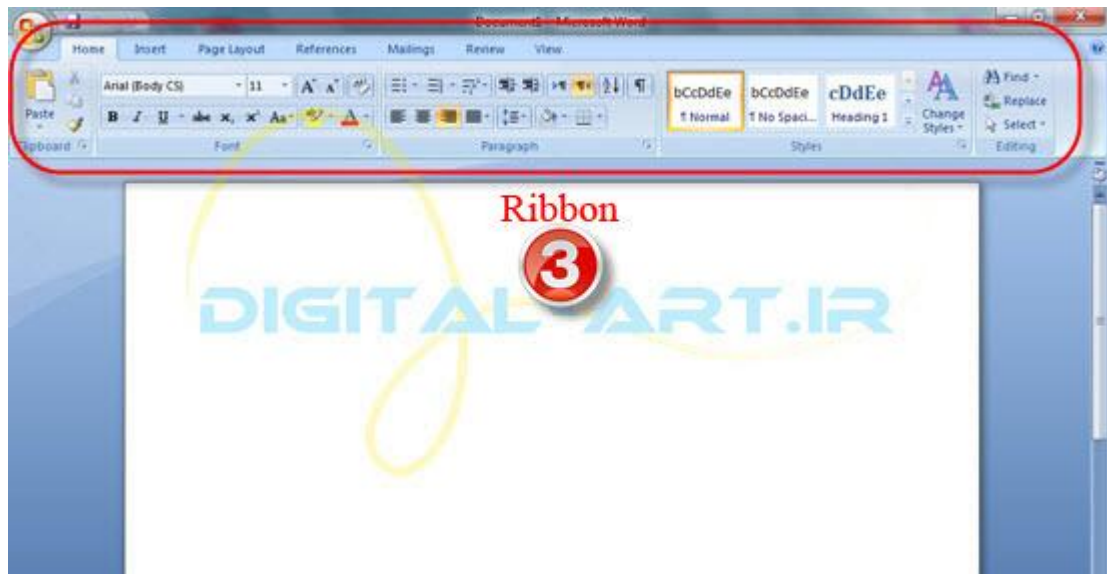 Document1 - Microsoft Word
Home Insert Page Layout References Mailings Review View
Arial (Body CS) 11 A A Aa
Paste B I U abc x, x² Aa A
bCcDdEe bCcDdEe cDdEe
¶ Normal ¶ No Spaci... Heading 1
Change Styles
Find
Replace
Select
Clipboard Font Paragraph Styles Editing
Ribbon
3
DIGITAL ART.IR